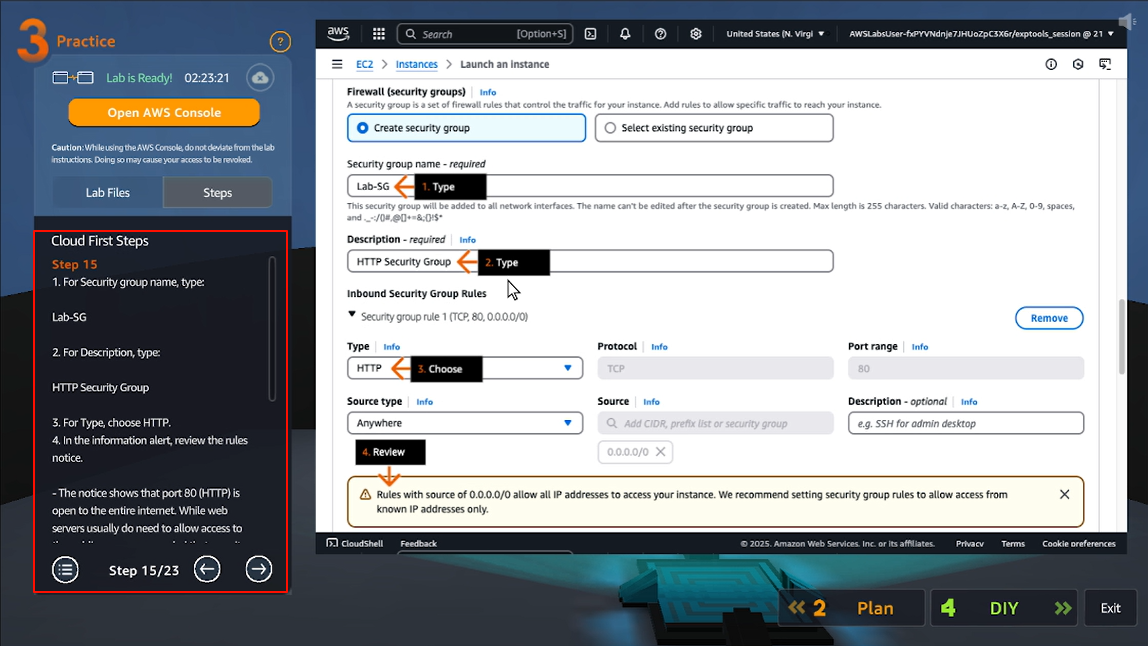 3 Practice
?
Lab is Ready! 02:23:21
Open AWS Console
Caution: While using the AWS Console, do not deviate from the lab
instructions. Doing so may cause your access to be revoked.
Lab Files
Steps
Cloud First Steps
Step 15
1. For Security group name, type:
Lab-SG
2. For Description, type:
HTTP Security Group
3. For Type, choose HTTP.
4. In the information alert, review the rules
notice.
- The notice shows that port 80 (HTTP) is
open to the entire internet. While web
servers usually do need to allow access to
Step 15/23
aws
Search
[Option+S]
United States (N. Virgi
AWSLabsUser-fxPYVNdnje7JHUoZpC3X6r/exptools_session @ 21
EC2 > Instances > Launch an instance
Firewall (security groups) Info
A security group is a set of firewall rules that control the traffic for your instance. Add rules to allow specific traffic to reach your instance.
Create security group
Select existing security group
Security group name - required
Lab-SG
1. Type
This security group will be added to all network interfaces. The name can't be edited after the security group is created. Max length is 255 characters. Valid characters: a-z, A-Z, 0-9, spaces,
and ._-:/()#,@[]+=&;{}!$*
Description - required Info
HTTP Security Group
2. Type
Inbound Security Group Rules
Security group rule 1 (TCP, 80, 0.0.0.0/0)
Remove
Type Info
Protocol Info
Port range Info
HTTP
3. Choose
TCP
80
Source type Info
Source Info
Description - optional Info
Anywhere
Add CIDR, prefix list or security group
e.g. SSH for admin desktop
4. Review
0.0.0.0/0
Rules with source of 0.0.0.0/0 allow all IP addresses to access your instance. We recommend setting security group rules to allow access from
known IP addresses only.
CloudShell
Feedback
© 2025, Amazon Web Services, Inc. or its affiliates.
Privacy
Terms
Cookie preferences
2 Plan
4 DIY
Exit